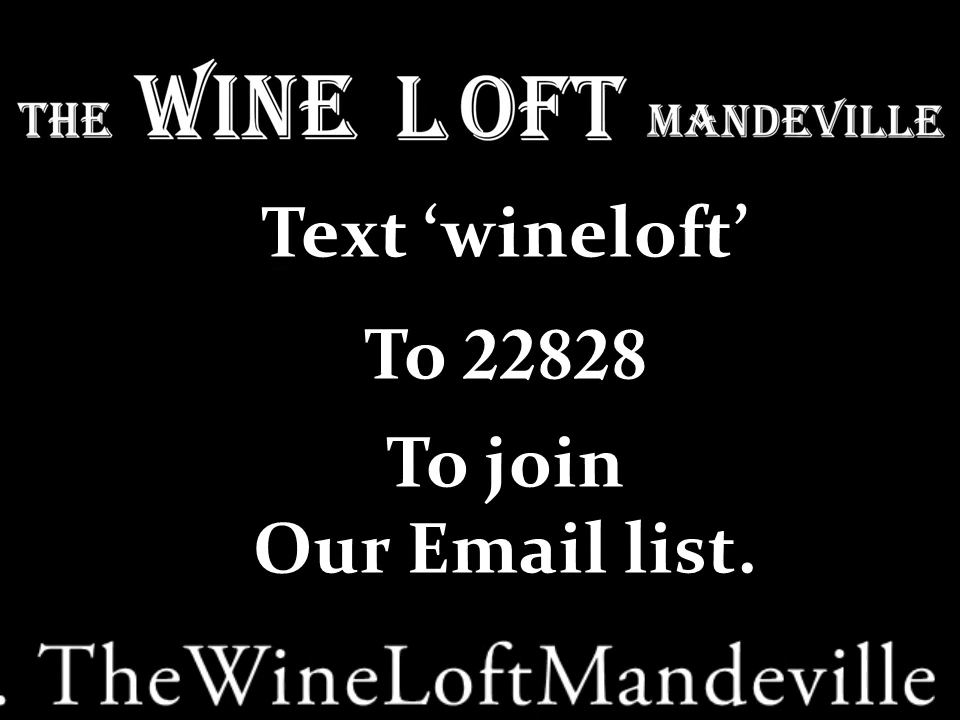 THE WINE LOFT MANDEVILLE
Text ‘wineloft’
To 22828
To join
Our Email list.
. TheWineLoftMandeville